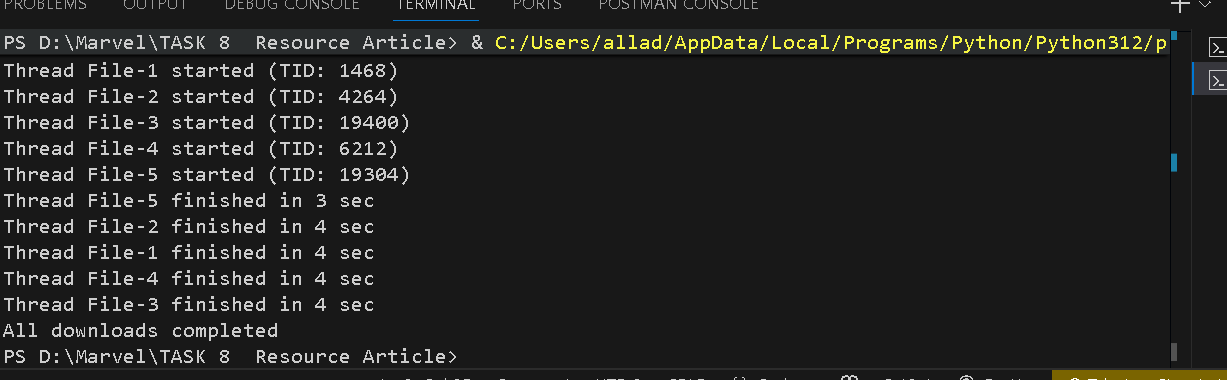 PROBLEMS OUTPUT DEBUG CONSOLE TERMINAL PORTS POSTMAN CONSOLE
PS D:\Marvel\TASK 8  Resource Article> & C:/Users/allad/AppData/Local/Programs/Python/Python312/p
Thread File-1 started (TID: 1468)
Thread File-2 started (TID: 4264)
Thread File-3 started (TID: 19400)
Thread File-4 started (TID: 6212)
Thread File-5 started (TID: 19304)
Thread File-5 finished in 3 sec
Thread File-2 finished in 4 sec
Thread File-1 finished in 4 sec
Thread File-4 finished in 4 sec
Thread File-3 finished in 4 sec
All downloads completed
PS D:\Marvel\TASK 8  Resource Article>